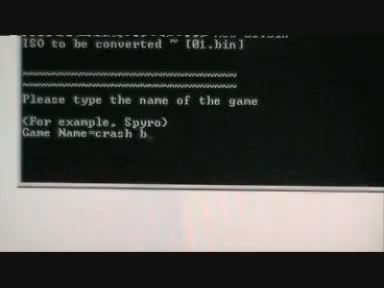 ISO to be converted ~ [01.bin]
~~~~~~~~~~~~~~~~~~~~~~~~~~~~~~
~~~~~~~~~~~~~~~~~~~~~~~~~~~~~~
Please type the name of the game
(For example, Spyro)
Game Name=crash b